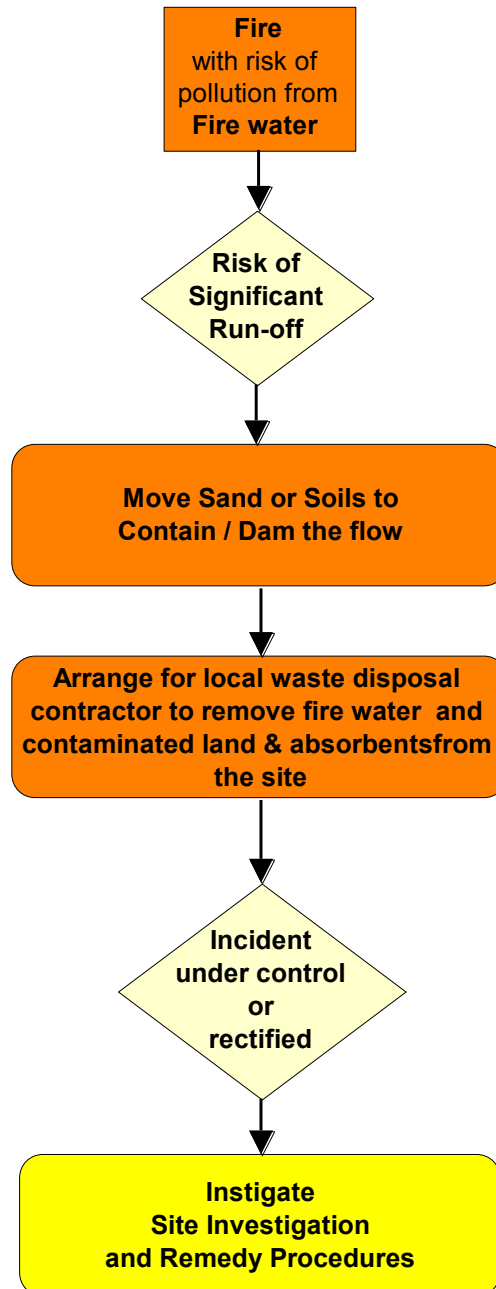 Fire
with risk of
pollution from
Fire water
Risk of
Significant
Run-off
Move Sand or Soils to
Contain / Dam the flow
Arrange for local waste disposal
contractor to remove fire water  and
contaminated land & absorbentsfrom
the site
Incident
under control
or
rectified
Instigate
Site Investigation
and Remedy Procedures